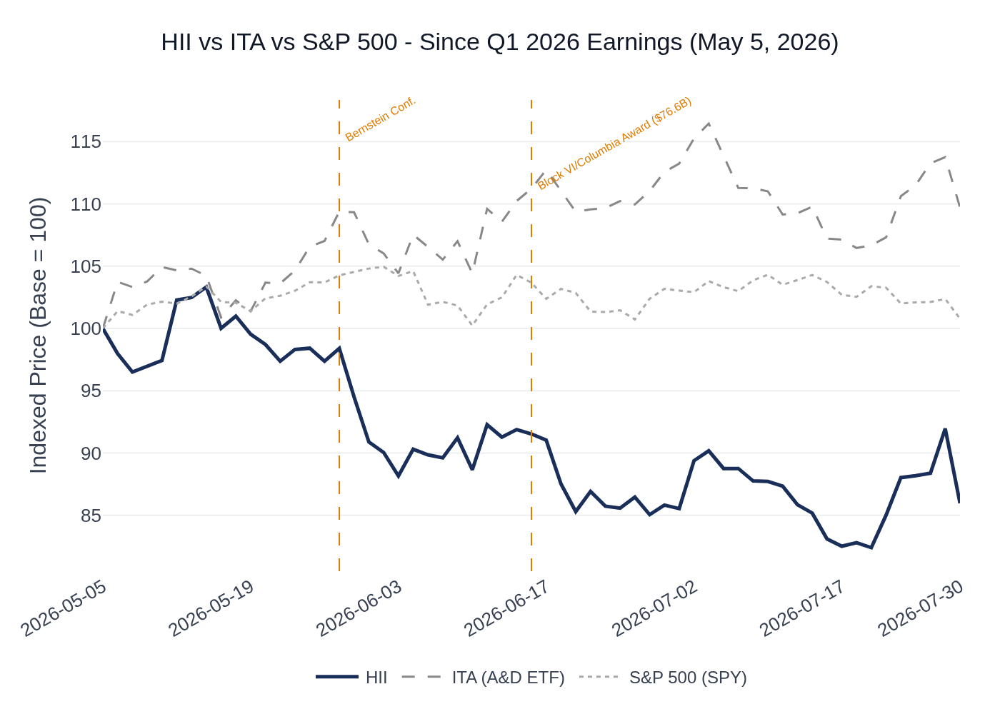 HII vs ITA vs S&P 500 - Since Q1 2026 Earnings (May 5, 2026)
Bernstein Conf.
Block VI/Columbia Award ($76.6B)
Indexed Price (Base = 100)
115
110
105
100
95
90
85
2026-05-05
2026-05-19
2026-06-03
2026-06-17
2026-07-02
2026-07-17
2026-07-30
HII
ITA (A&D ETF)
S&P 500 (SPY)